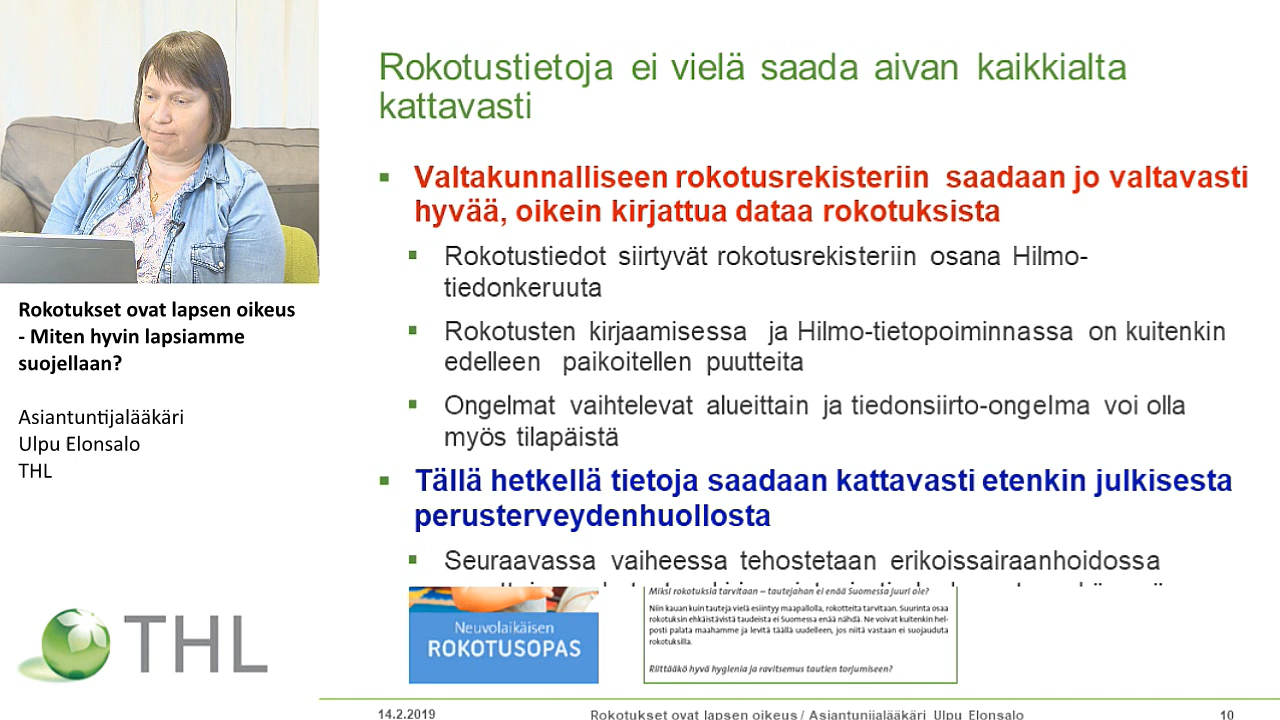 Rokotustietoja ei vielä saada aivan kaikkialta
kattavasti
Valtakunnalliseen rokotusrekisteriin saadaan jo valtavasti
hyvää, oikein kirjattua dataa rokotuksista
Rokotustiedot siirtyvät rokotusrekisteriin osana Hilmo-
tiedonkeruuta
Rokotusten kirjaamisessa ja Hilmo-tietopoiminnassa on kuitenkin
edelleen paikoitellen puutteita
Ongelmat vaihtelevat alueittain ja tiedonsiirto-ongelma voi olla
myös tilapäistä
Tällä hetkellä tietoja saadaan kattavasti etenkin julkisesta
perusterveydenhuollosta
Seuraavassa vaiheessa tehostetaan erikoissairaanhoidossa
Neuvolaikäisen
ROKOTUSOPAS
Miksi rokotuksia tarvitaan – tautejahan ei enää Suomessa juuri ole?
Niin kauan kuin tauteja vielä esiintyy maapallolla, rokotteita tarvitaan. Suurinta osaa
rokotuksin ehkäistävistä taudeista ei Suomessa enää nähdä. Ne voivat kuitenkin hel-
posti palata maahamme ja levitä täällä uudelleen, jos niitä vastaan ei suojauduta
rokotuksilla.
Riittääkö hyvä hygienia ja ravitsemus tautien torjumiseen?
Rokotukset ovat lapsen oikeus
- Miten hyvin lapsiamme
suojellaan?
Asiantuntijalääkäri
Ulpu Elonsalo
THL
THL
14.2.2019
Rokotukset ovat lapsen oikeus / Asiantunijalääkäri Ulpu Elonsalo
10